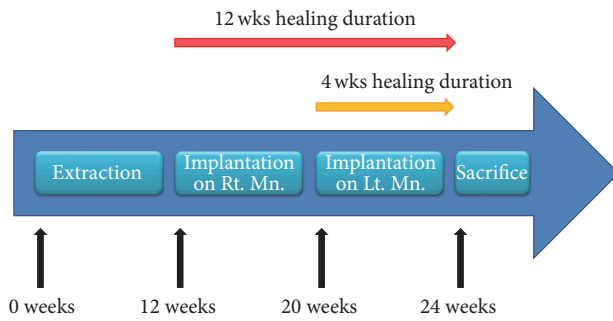 12 wks healing duration
4 wks healing duration
Extraction
Implantation
on Rt. Mn.
Implantation
on Lt. Mn.
Sacrifice
0 weeks
12 weeks
20 weeks
24 weeks